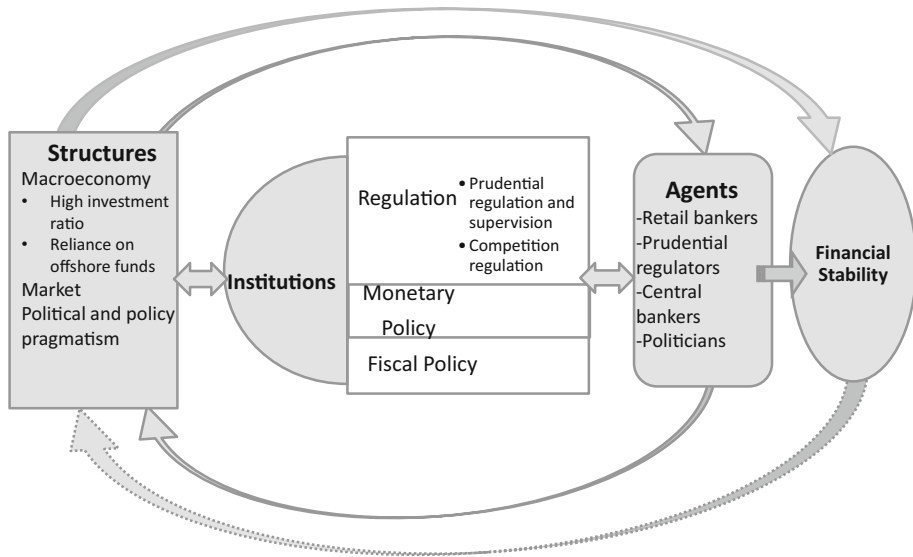 Structures
Macroeconomy
• High investment
ratio
• Reliance on
offshore funds
Market
Political and policy
pragmatism
Institutions
Regulation
• Prudential
regulation and
supervision
• Competition
regulation
Monetary
Policy
Fiscal Policy
Agents
-Retail bankers
-Prudential
regulators
-Central
bankers
-Politicians
Financial
Stability